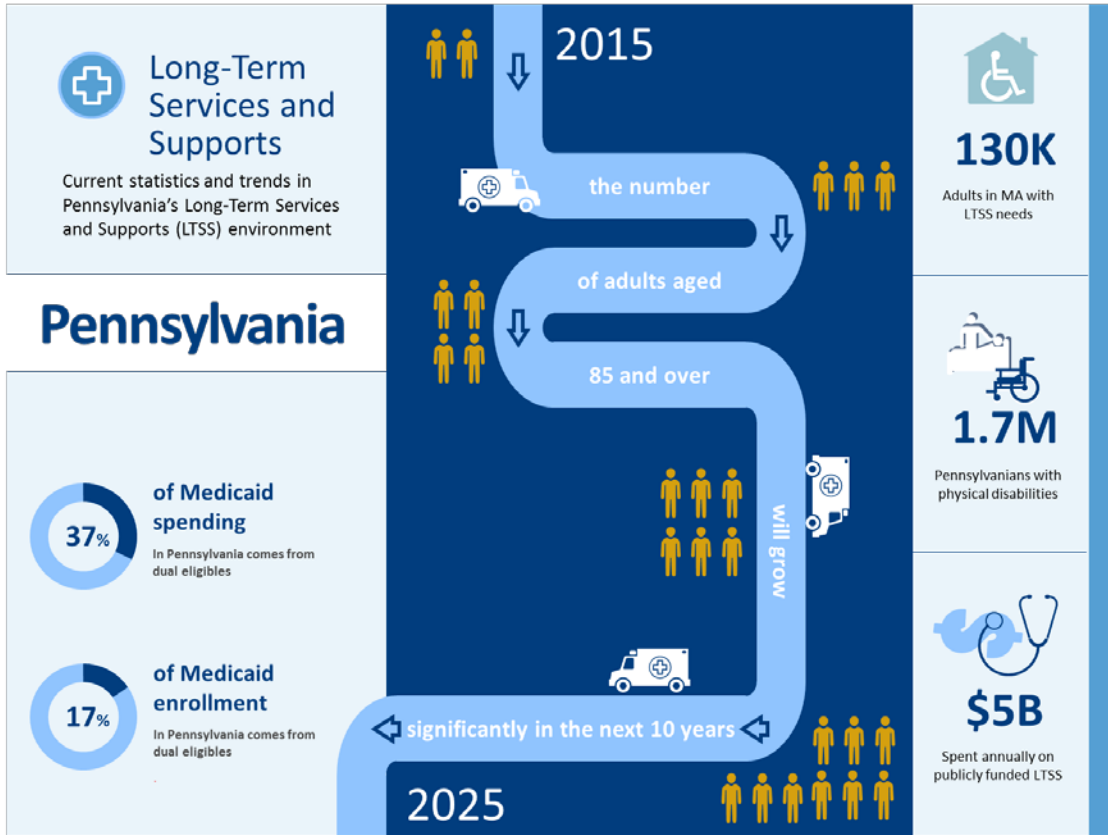 Long-Term
Services and
Supports
Current statistics and trends in
Pennsylvania's Long-Term Services
and Supports (LTSS) environment
Pennsylvania
37%
of Medicaid
spending
In Pennsylvania comes from
dual eligibles
17%
of Medicaid
enrollment
In Pennsylvania comes from
dual eligibles
2015
the number
of adults aged
85 and over
will grow
significantly in the next 10 years
2025
130K
Adults in MA with
LTSS needs
1.7M
Pennsylvanians with
physical disabilities
$5B
Spent annually on
publicly funded LTSS